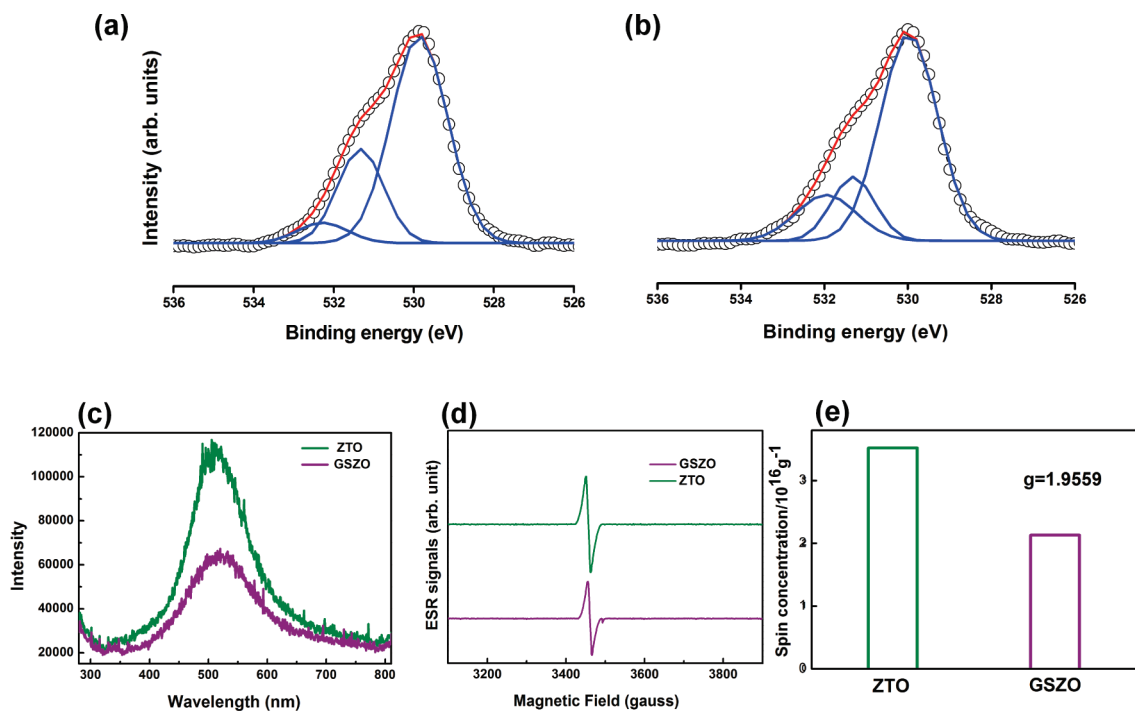 (a)
(b)
Intensity (arb. units)
536 534 532 530 528 526
Binding energy (eV)
536 534 532 530 528 526
Binding energy (eV)
(c)
(d)
(e)
120000
100000
80000
60000
40000
20000
Intensity
ZTO
GSZO
300 400 500 600 700 800
Wavelength (nm)
ESR signals (arb. unit)
GSZO
ZTO
3200 3400 3600 3800
Magnetic Field (gauss)
Spin concentration/10¹⁶g⁻¹
3
2
1
0
g=1.9559
ZTO GSZO